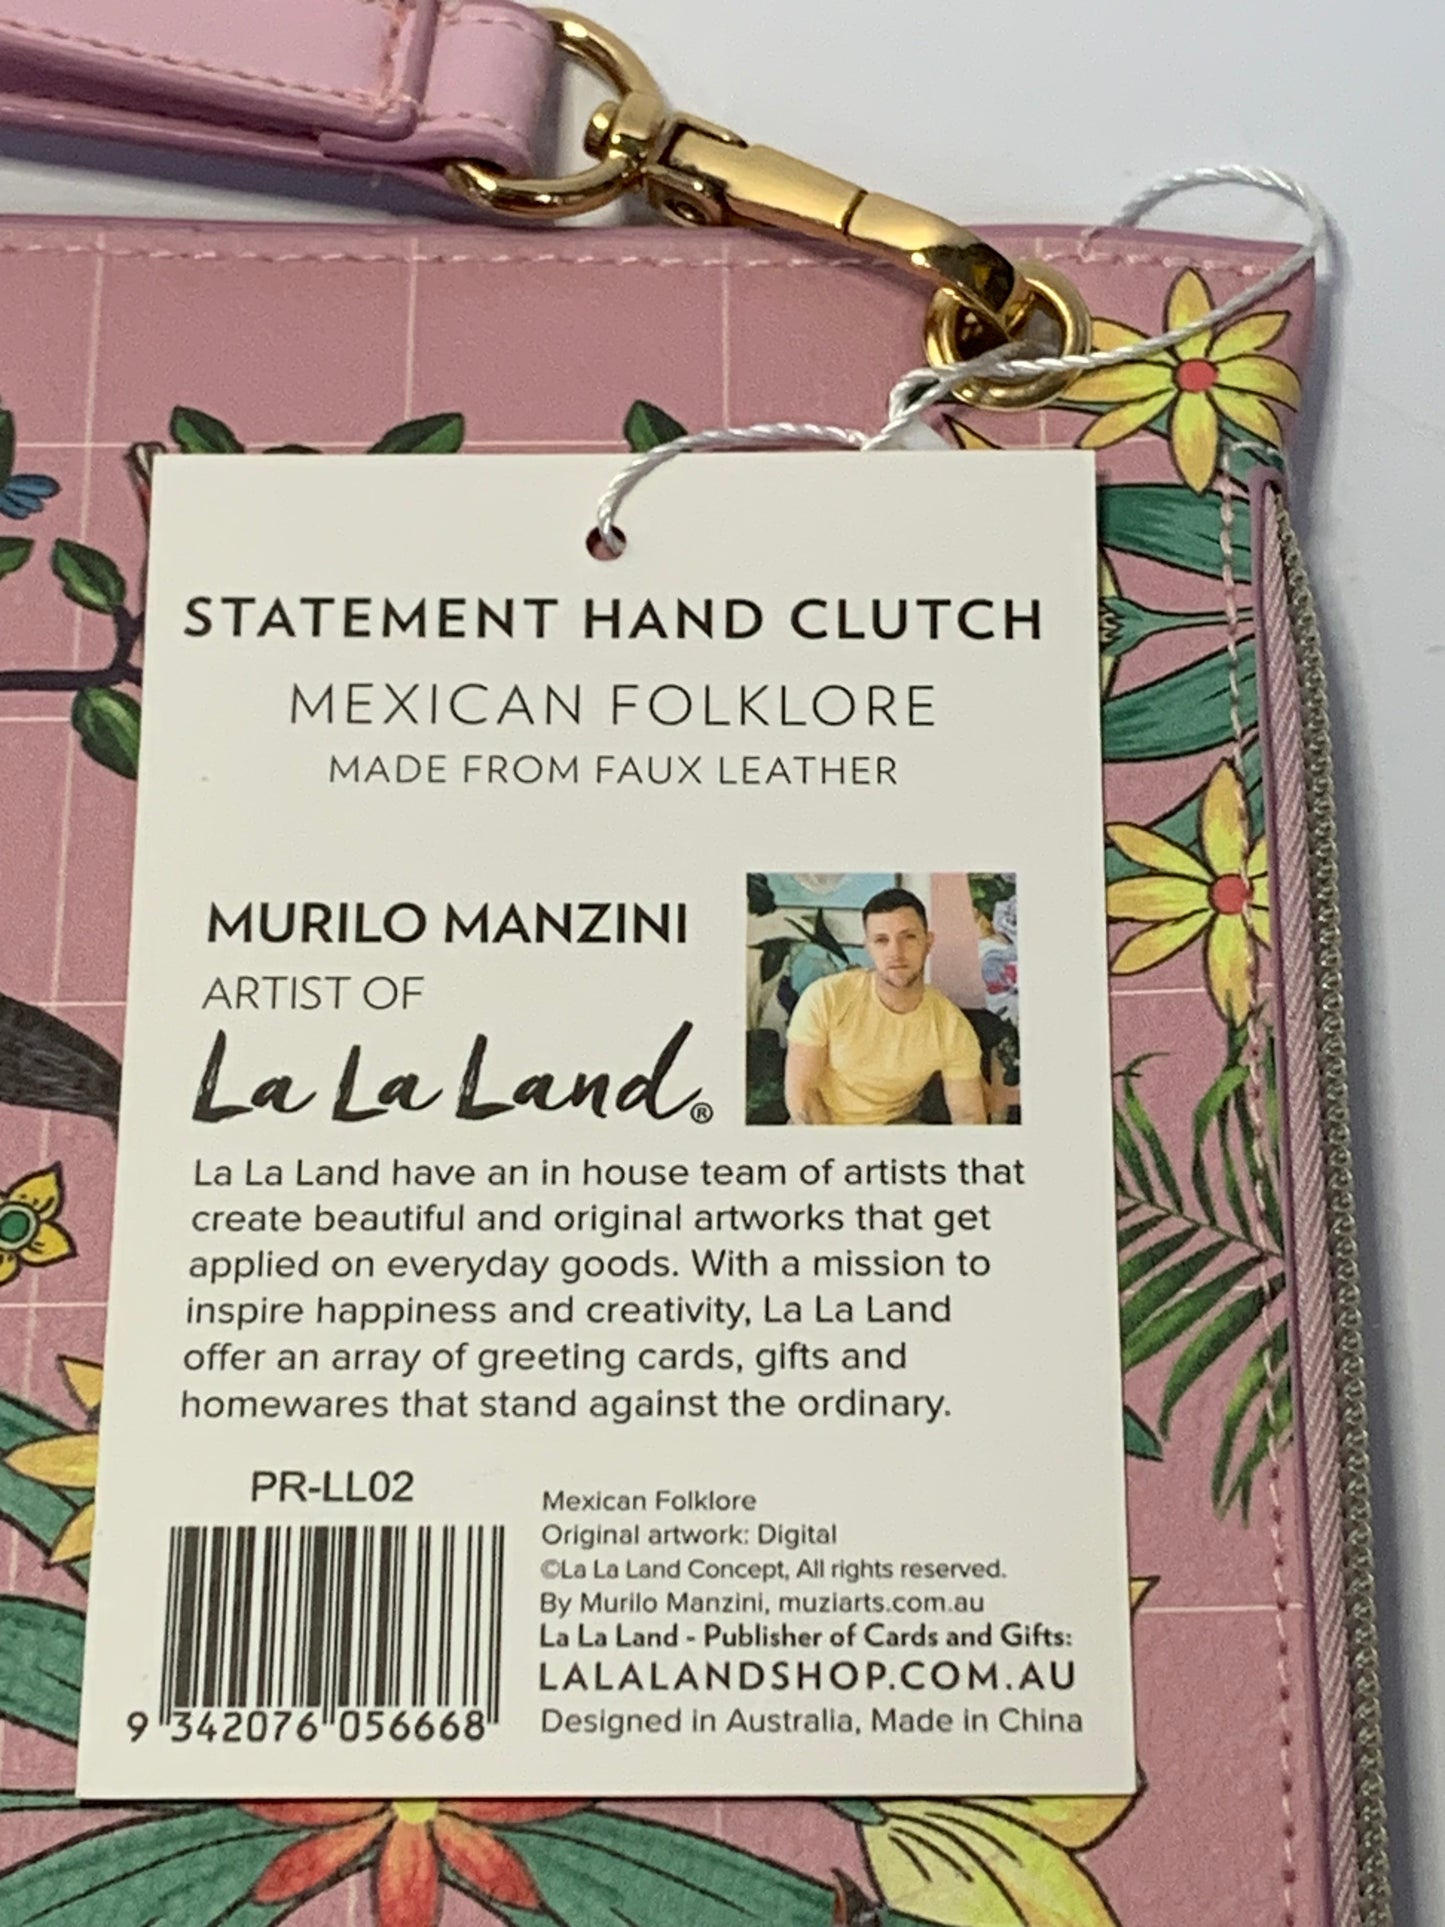 STATEMENT HAND CLUTCH
MEXICAN FOLKLORE
MADE FROM FAUX LEATHER
MURILO MANZINI
ARTIST OF
La La Land®
La La Land have an in house team of artists that
create beautiful and original artworks that get
applied on everyday goods. With a mission to
inspire happiness and creativity, La La Land
offer an array of greeting cards, gifts and
homewares that stand against the ordinary.
PR-LL02
9 342076 056668
Mexican Folklore
Original artwork: Digital
©La La Land Concept, All rights reserved.
By Murilo Manzini, muziarts.com.au
La La Land - Publisher of Cards and Gifts:
LALALANDSHOP.COM.AU
Designed in Australia, Made in China